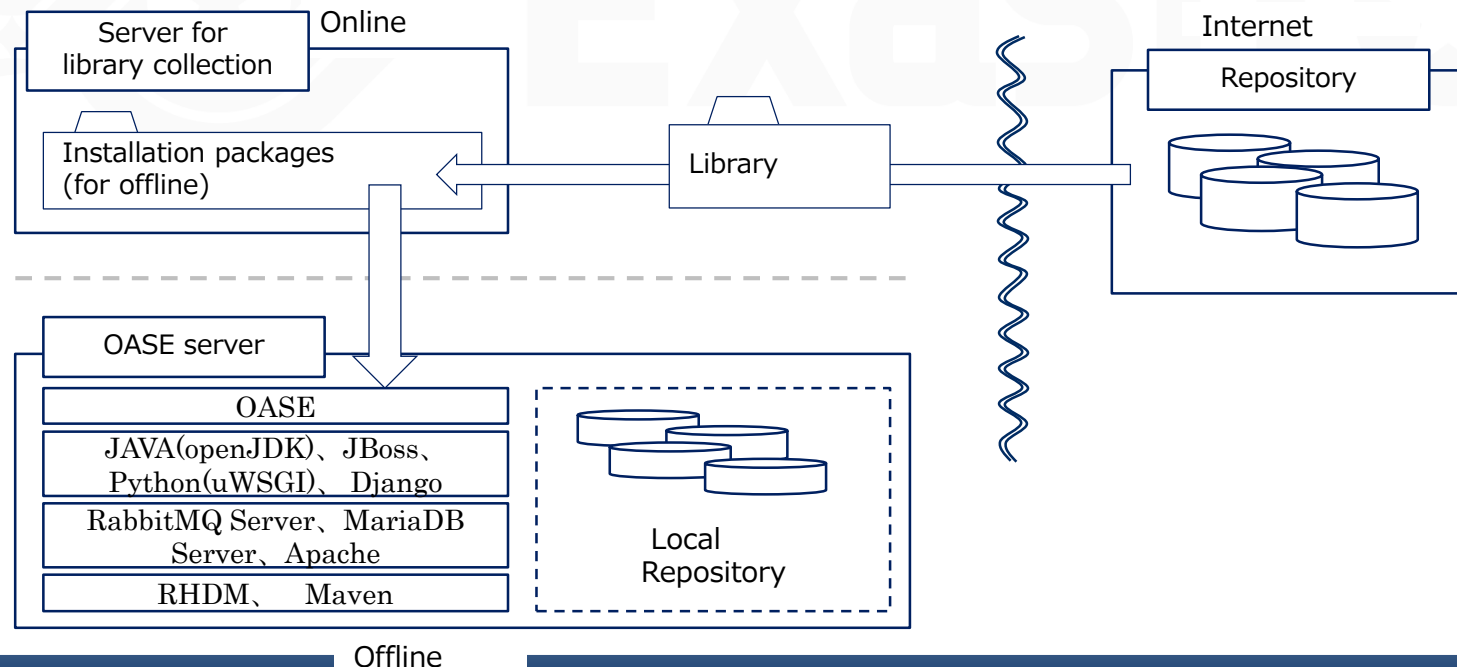 Online
Server for
library collection
Installation packages
(for offline)
Library
Internet
Repository
OASE server
OASE
JAVA(openJDK)、JBoss、
Python(uWSGI)、 Django
RabbitMQ Server、MariaDB
Server、Apache
RHDM、 Maven
Local
Repository
Offline